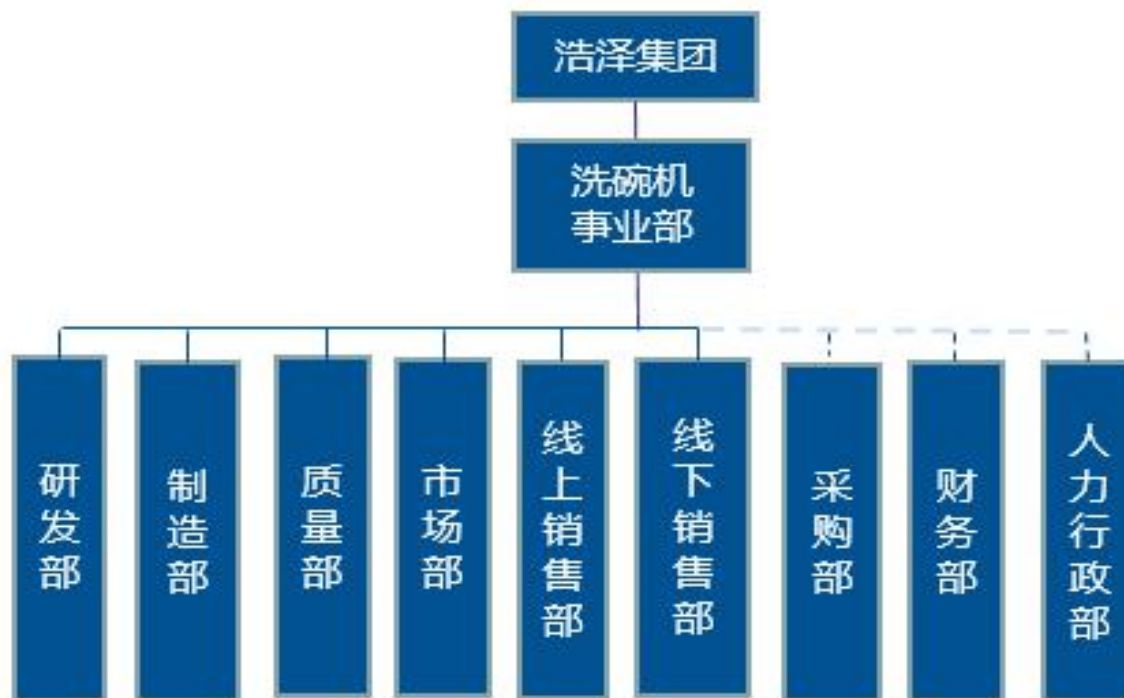 浩泽集团
洗碗机
事业部
研发部
制造部
质量部
市场部
线上销售部
线下销售部
采购部
财务部
人力行政部